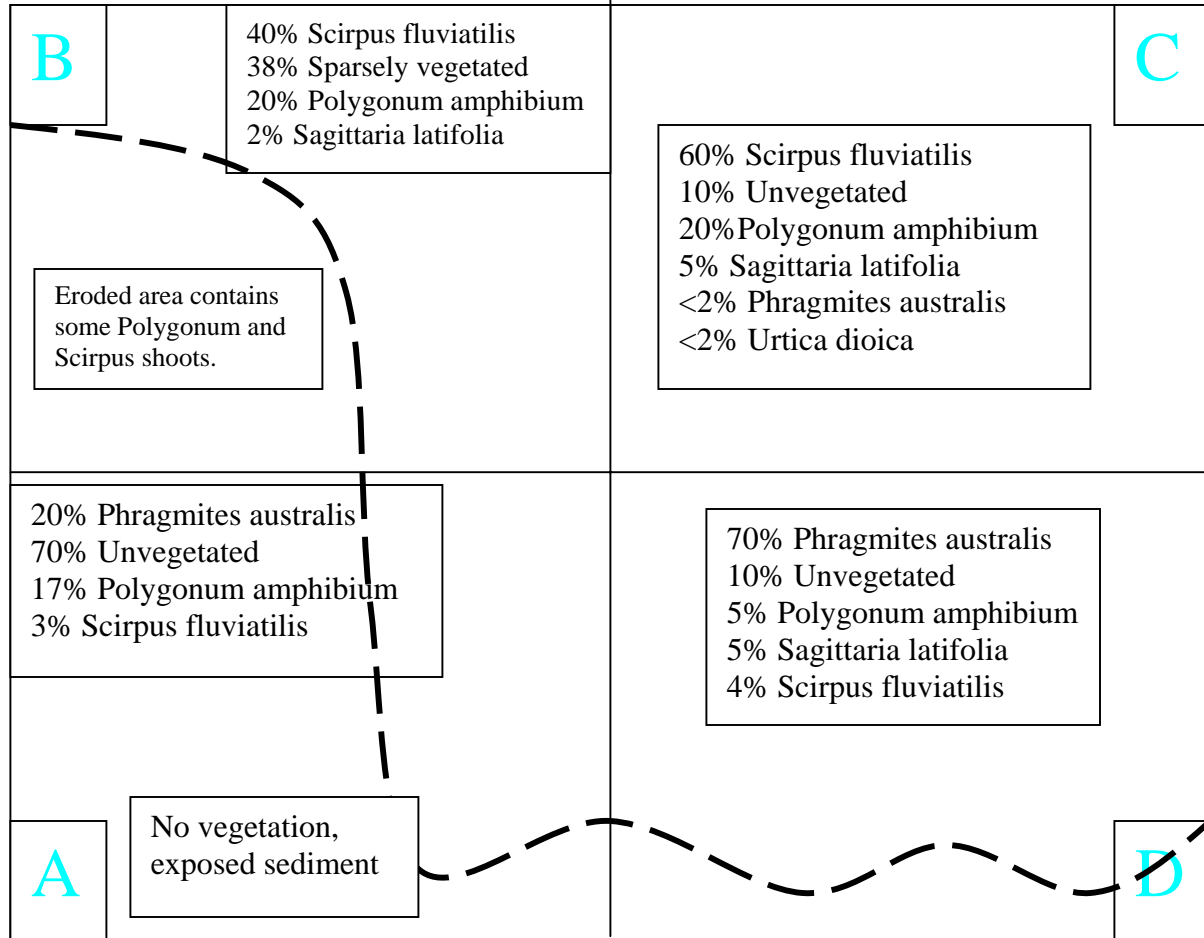 B
40% Scirpus fluviatilis
38% Sparsely vegetated
20% Polygonum amphibium
2% Sagittaria latifolia
C
60% Scirpus fluviatilis
10% Unvegetated
20%Polygonum amphibium
5% Sagittaria latifolia
<2% Phragmites australis
<2% Urtica dioica
Eroded area contains
some Polygonum and
Scirpus shoots.
20% Phragmites australis
70% Unvegetated
17% Polygonum amphibium
3% Scirpus fluviatilis
70% Phragmites australis
10% Unvegetated
5% Polygonum amphibium
5% Sagittaria latifolia
4% Scirpus fluviatilis
A
No vegetation,
exposed sediment
D